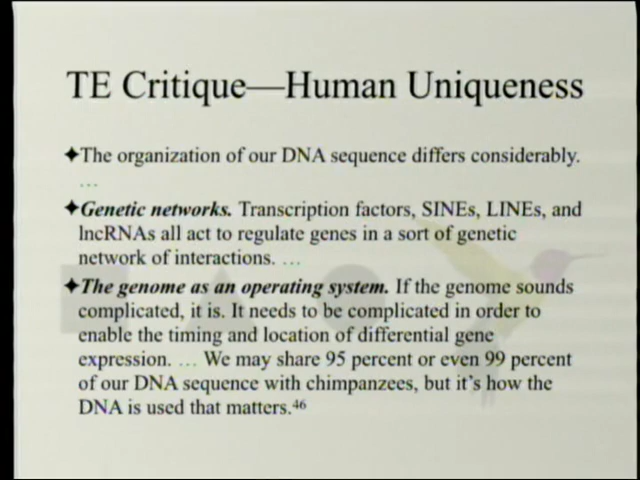 TE Critique—Human Uniqueness
✦The organization of our DNA sequence differs considerably.
…
✦Genetic networks. Transcription factors, SINEs, LINEs, and
lncRNAs all act to regulate genes in a sort of genetic
network of interactions. …
✦The genome as an operating system. If the genome sounds
complicated, it is. It needs to be complicated in order to
enable the timing and location of differential gene
expression. … We may share 95 percent or even 99 percent
of our DNA sequence with chimpanzees, but it's how the
DNA is used that matters.⁴⁶